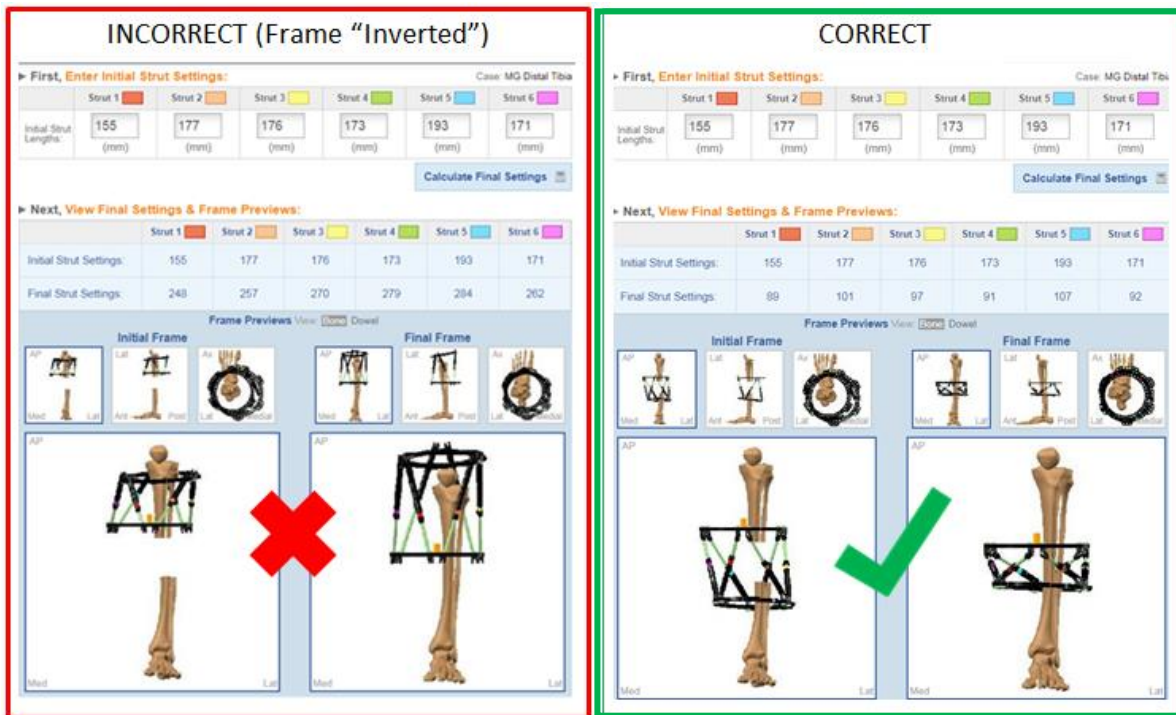 INCORRECT (Frame “Inverted”)
▸ First, Enter Initial Strut Settings:
Case: MG Distal Tibia
Strut 1 Strut 2 Strut 3 Strut 4 Strut 5 Strut 6
Initial Strut Lengths: 155 177 176 173 193 171
(mm) (mm) (mm) (mm) (mm) (mm)
Calculate Final Settings
▸ Next, View Final Settings & Frame Previews:
Strut 1 Strut 2 Strut 3 Strut 4 Strut 5 Strut 6
Initial Strut Settings: 155 177 176 173 193 171
Final Strut Settings: 248 257 270 279 284 262
Frame Previews View: Bone Dowel
Initial Frame Final Frame
AP Lat Ax AP Lat Ax
Med Lat Ant Post Lat Medial Med Lat Ant Post Lat Medial
AP AP
Med Lat Med Lat
CORRECT
▸ First, Enter Initial Strut Settings:
Case: MG Distal Tibia
Strut 1 Strut 2 Strut 3 Strut 4 Strut 5 Strut 6
Initial Strut Lengths: 155 177 176 173 193 171
(mm) (mm) (mm) (mm) (mm) (mm)
Calculate Final Settings
▸ Next, View Final Settings & Frame Previews:
Strut 1 Strut 2 Strut 3 Strut 4 Strut 5 Strut 6
Initial Strut Settings: 155 177 176 173 193 171
Final Strut Settings: 89 101 97 91 107 92
Frame Previews View: Bone Dowel
Initial Frame Final Frame
AP Lat Ax AP Lat Ax
Med Lat Ant Post Lat Medial Med Lat Ant Post Lat Medial
AP AP
Med Lat Med Lat